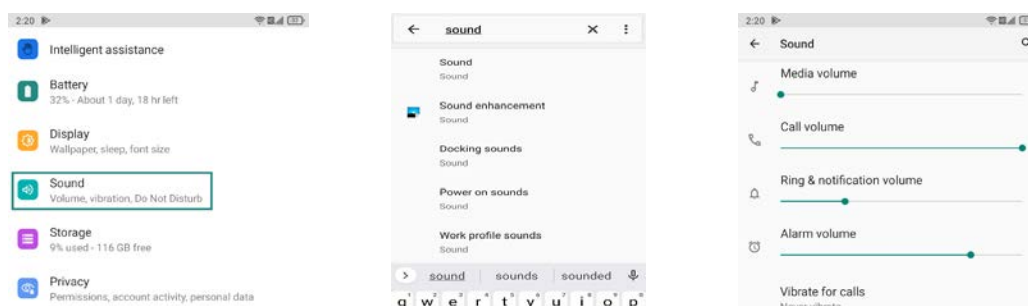 2:20
Intelligent assistance
Battery
32% - About 1 day, 18 hr left
Display
Wallpaper, sleep, font size
Sound
Volume, vibration, Do Not Disturb
Storage
9% used - 116 GB free
Privacy
Permissions, account activity, personal data
sound
Sound
Sound
Sound enhancement
Sound
Docking sounds
Sound
Power on sounds
Sound
Work profile sounds
Sound
sound sounds sounded
q w e r t y u i o p
2:20
Sound
Media volume
Call volume
Ring & notification volume
Alarm volume
Vibrate for calls